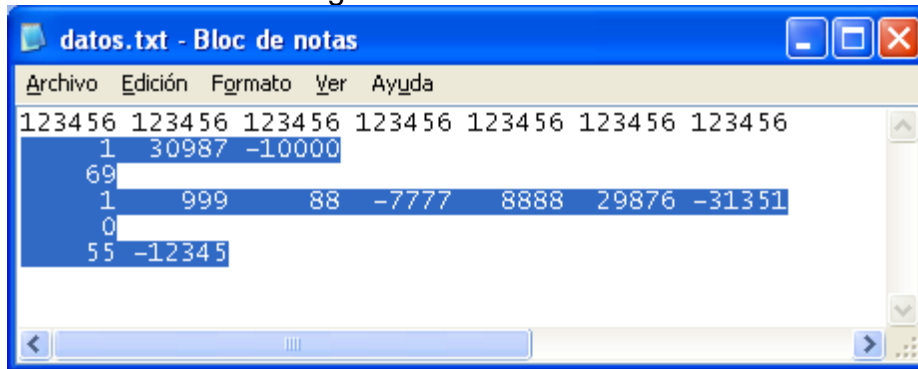 datos.txt - Bloc de notas
Archivo Edición Formato Ver Ayuda
123456 123456 123456 123456 123456 123456 123456
     1  30987 -10000
    69
     1    999     88  -7777   8888  29876 -31351
     0
    55 -12345